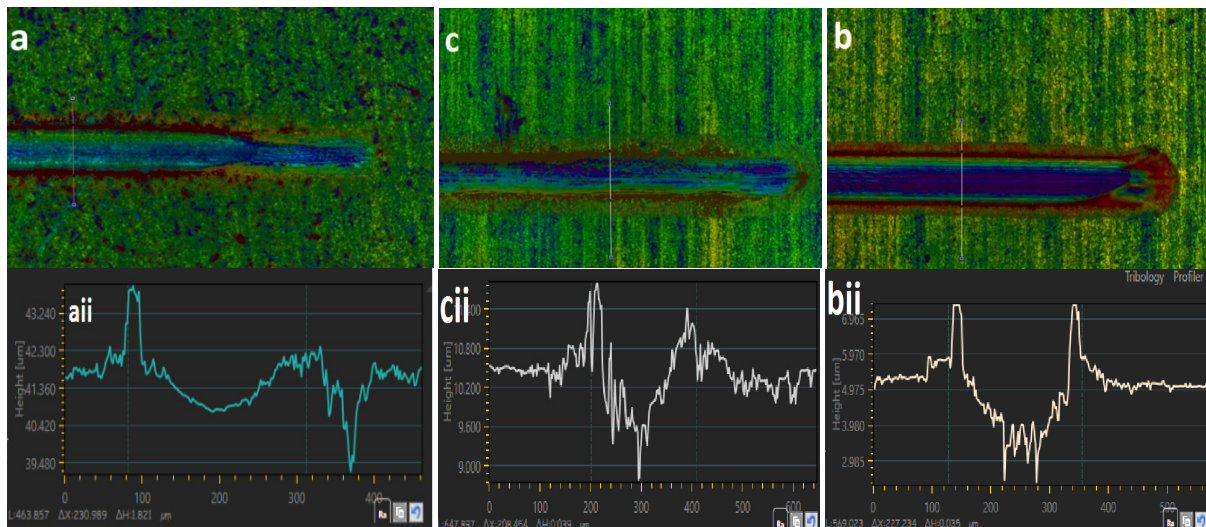 a
c
b
Tribology Profiler
aii
Height [um]
43.240
42.300
41.360
40.420
39.480
0 100 200 300 400
L:463.857 ΔX:230.989 ΔH:1.821 µm
cii
Height [um]
10.800
10.200
9.600
9.000
0 100 200 300 400 500 600
ΔX:208.454 ΔH:0.039 µm
bii
Height [um]
6.965
5.970
4.975
3.980
2.985
0 100 200 300 400
L:569.023 ΔX:227.234 ΔH:0.035 µm